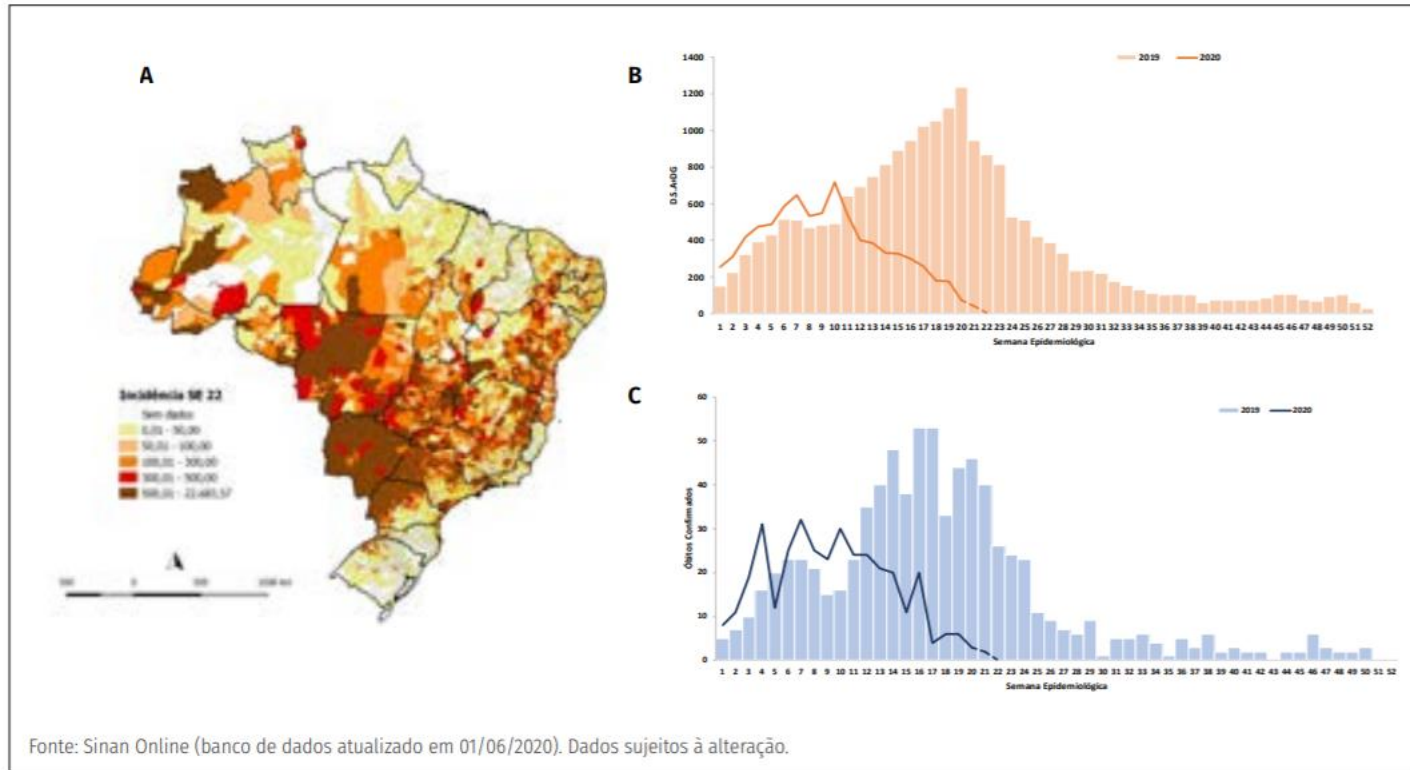 A
Incidência SE 22
Sem dados
0,01 - 50,00
50,01 - 100,00
100,01 - 300,00
300,01 - 500,00
500,01 - 22.683,57
500 0 500 1000 km
B
2019 2020
1400
1200
1000
800
600
400
200
0
D.S.A+DG
1 2 3 4 5 6 7 8 9 10 11 12 13 14 15 16 17 18 19 20 21 22 23 24 25 26 27 28 29 30 31 32 33 34 35 36 37 38 39 40 41 42 43 44 45 46 47 48 49 50 51 52
Semana Epidemiológica
C
2019 2020
60
50
40
30
20
10
0
Óbitos Confirmados
1 2 3 4 5 6 7 8 9 10 11 12 13 14 15 16 17 18 19 20 21 22 23 24 25 26 27 28 29 30 31 32 33 34 35 36 37 38 39 40 41 42 43 44 45 46 47 48 49 50 51 52
Semana Epidemiológica
Fonte: Sinan Online (banco de dados atualizado em 01/06/2020). Dados sujeitos à alteração.